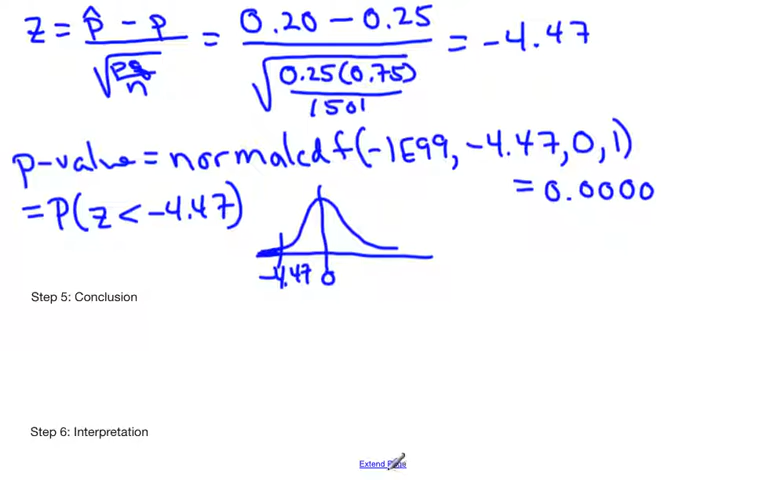 z = p̂ - p / √(pq/n) = 0.20 - 0.25 / √(0.25(0.75)/1501) = -4.47
p-value = normalcdf(-1E99, -4.47, 0, 1)
= 0.0000
= P(z < -4.47)
-4.47 0
Step 5: Conclusion
Step 6: Interpretation
Extend Page